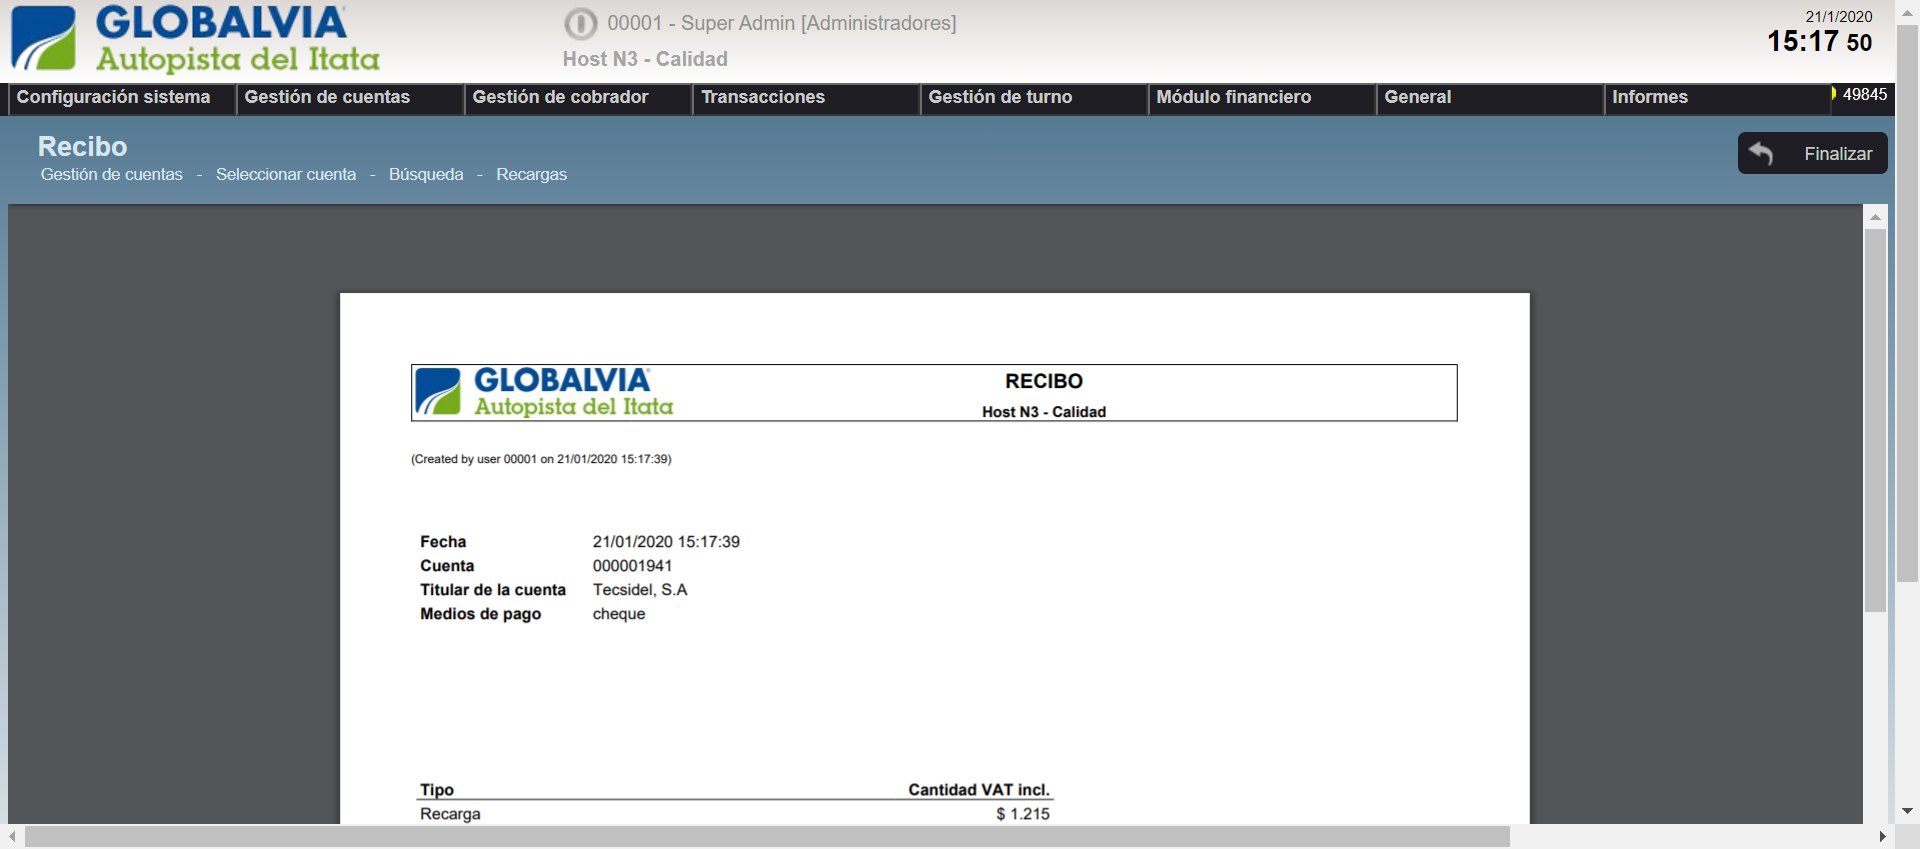 GLOBALVIA
Autopista del Itata
00001 - Super Admin [Administradores]
Host N3 - Calidad
21/1/2020
15:17 50
Configuración sistema
Gestión de cuentas
Gestión de cobrador
Transacciones
Gestión de turno
Módulo financiero
General
Informes
49845
Recibo
Gestión de cuentas - Seleccionar cuenta - Búsqueda - Recargas
Finalizar
GLOBALVIA
Autopista del Itata
RECIBO
Host N3 - Calidad
(Created by user 00001 on 21/01/2020 15:17:39)
Fecha 21/01/2020 15:17:39
Cuenta 000001941
Titular de la cuenta Tecsidel, S.A
Medios de pago cheque
Tipo Cantidad VAT incl.
Recarga $ 1.215